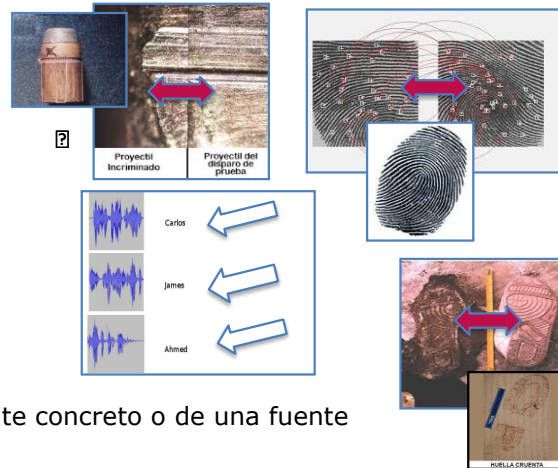 Proyectil
Incriminado
Proyectil del
disparo de
prueba
Carlos
James
Ahmed
te concreto o de una fuente
HUELLA CRUENTA